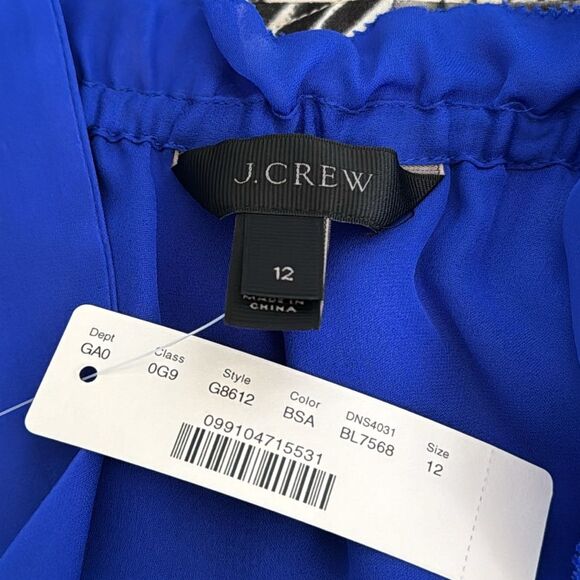 J.CREW
12
MADE IN
CHINA
Dept Class Style Color DNS4031 Size
GA0 0G9 G8612 BSA BL7568 12
099104715531